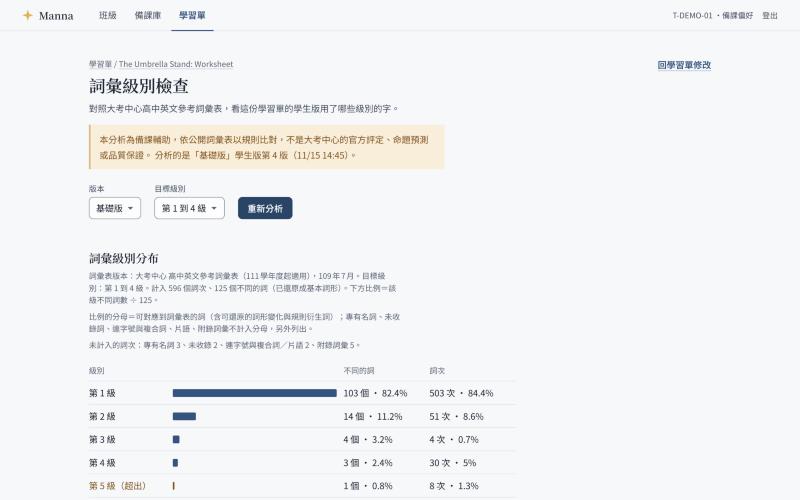 Manna
班級
備課庫
學習單
T-DEMO-01・備課偏好
登出
學習單 / The Umbrella Stand: Worksheet
回學習單修改
詞彙級別檢查
對照大考中心高中英文參考詞彙表，看這份學習單的學生版用了哪些級別的字。
本分析為備課輔助，依公開詞彙表以規則比對，不是大考中心的官方評定、命題預測
或品質保證。 分析的是「基礎版」學生版第 4 版（11/15 14:45）。
版本
目標級別
基礎版
第 1 到 4 級
重新分析
詞彙級別分布
詞彙表版本：大考中心 高中英文參考詞彙表（111 學年度起適用），109 年 7 月。目標級
別：第 1 到 4 級。計入 596 個詞次、125 個不同的詞（已還原成基本詞形）。下方比例＝該
級不同詞數 ÷ 125。
比例的分母＝可對應到詞彙表的詞（含可還原的詞形變化與規則衍生詞）；專有名詞、未收
錄詞、連字號與複合詞、片語、附錄詞彙不計入分母，另外列出。
未計入的詞次：專有名詞 3、未收錄 2、連字號與複合詞／片語 2、附錄詞彙 5。
級別
不同的詞
詞次
第 1 級
103 個・82.4%
503 次・84.4%
第 2 級
14 個・11.2%
51 次・8.6%
第 3 級
4 個・3.2%
4 次・0.7%
第 4 級
3 個・2.4%
30 次・5%
第 5 級（超出）
1 個・0.8%
8 次・1.3%